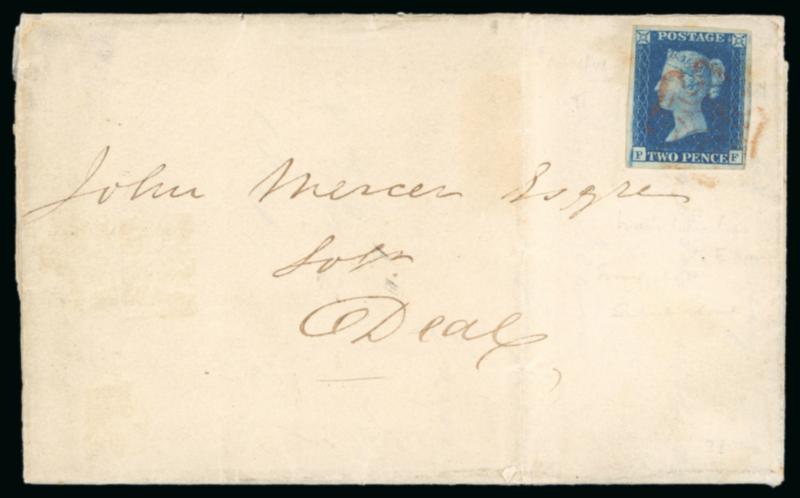 POSTAGE
P TWO PENCE F
John Mercer Esqre
Solr
Deal